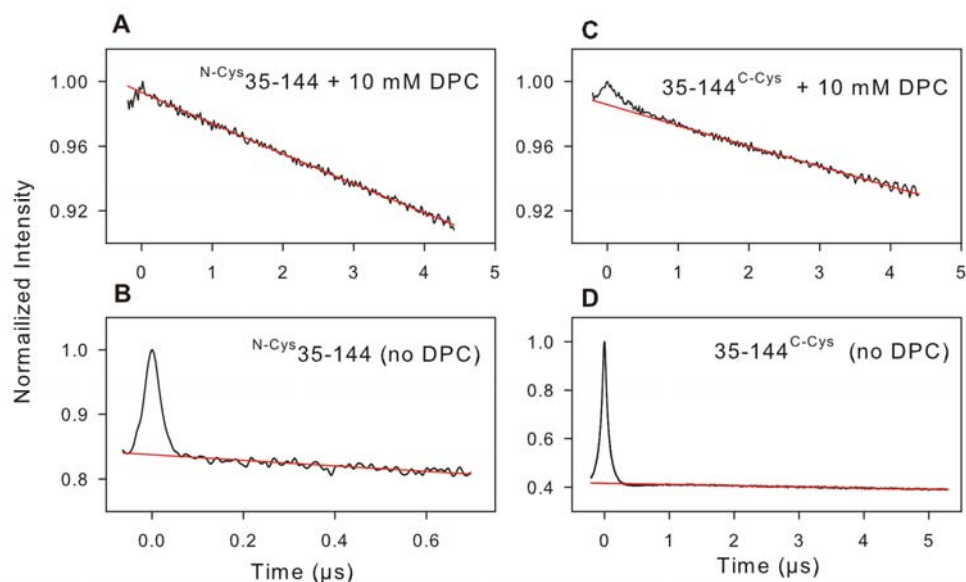 A
N-Cys35-144 + 10 mM DPC
1.00
0.96
0.92
0 1 2 3 4 5
C
35-144C-Cys + 10 mM DPC
1.00
0.96
0.92
0 1 2 3 4 5
Normailized Intensity
B
N-Cys35-144 (no DPC)
1.0
0.9
0.8
0.0 0.2 0.4 0.6
Time (µs)
D
35-144C-Cys (no DPC)
1.0
0.8
0.6
0.4
0 1 2 3 4 5
Time (µs)